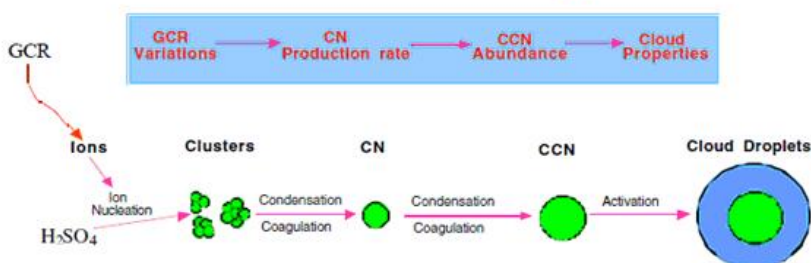 GCR
GCR Variations
CN Production rate
CCN Abundance
Cloud Properties
Ions
Clusters
CN
CCN
Cloud Droplets
Ion Nucleation
H₂SO₄
Condensation
Coagulation
Condensation
Coagulation
Activation